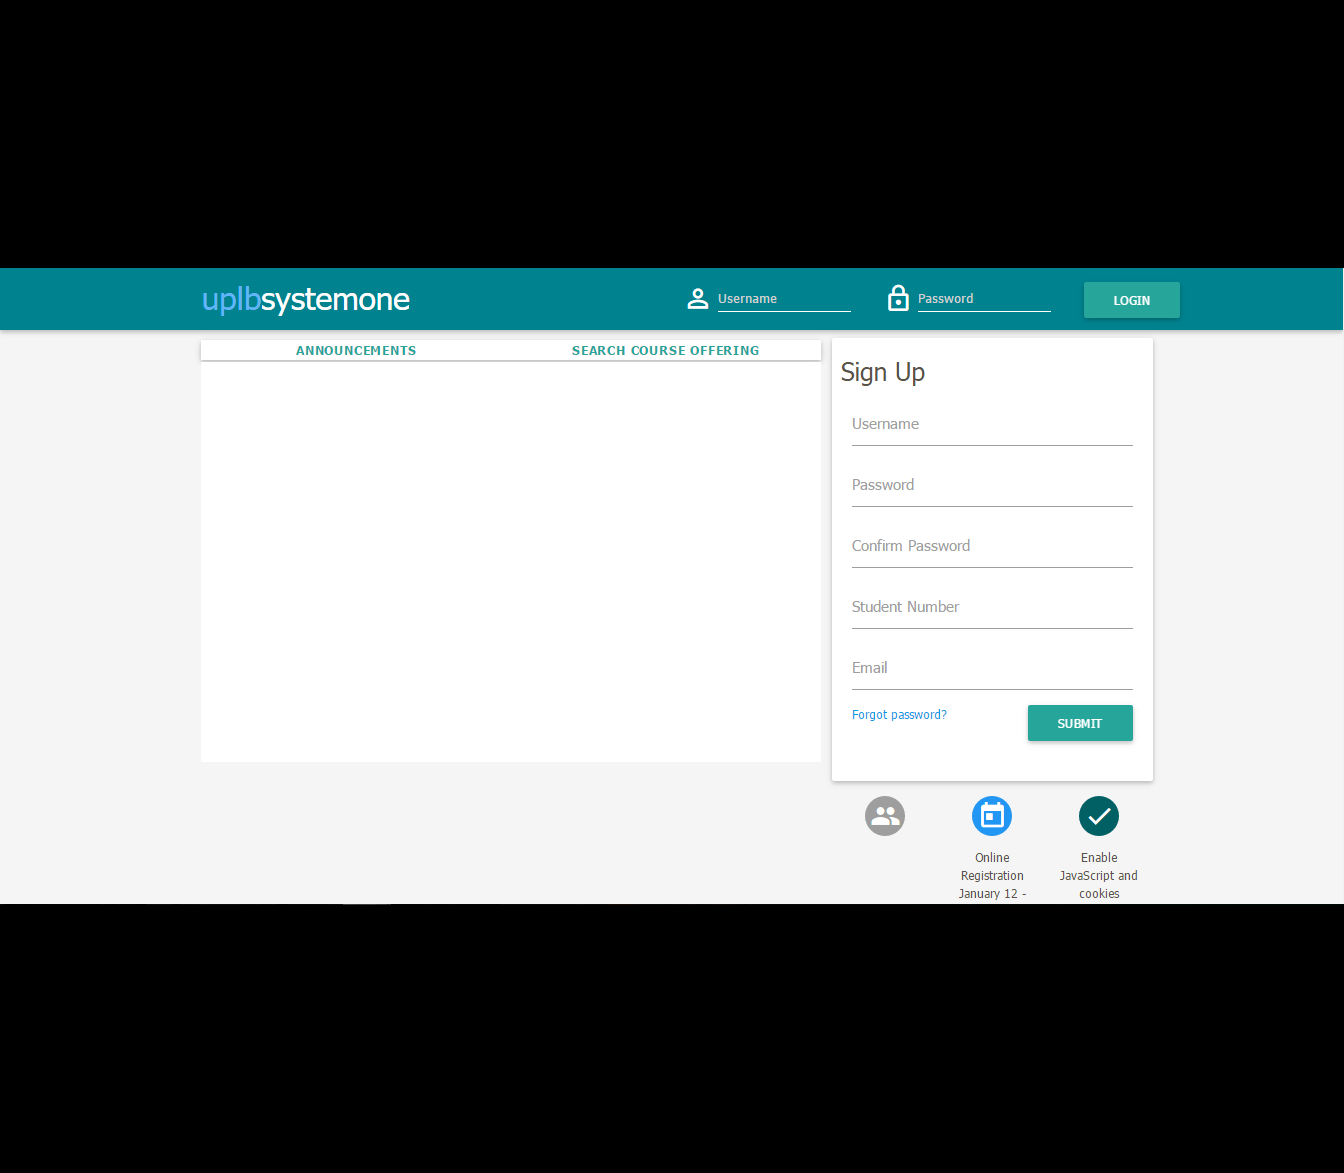 uplbsystemone
Username
Password
LOGIN
ANNOUNCEMENTS
SEARCH COURSE OFFERING
Sign Up
Username
Password
Confirm Password
Student Number
Email
Forgot password?
SUBMIT
Online
Registration
January 12 -
Enable
JavaScript and
cookies